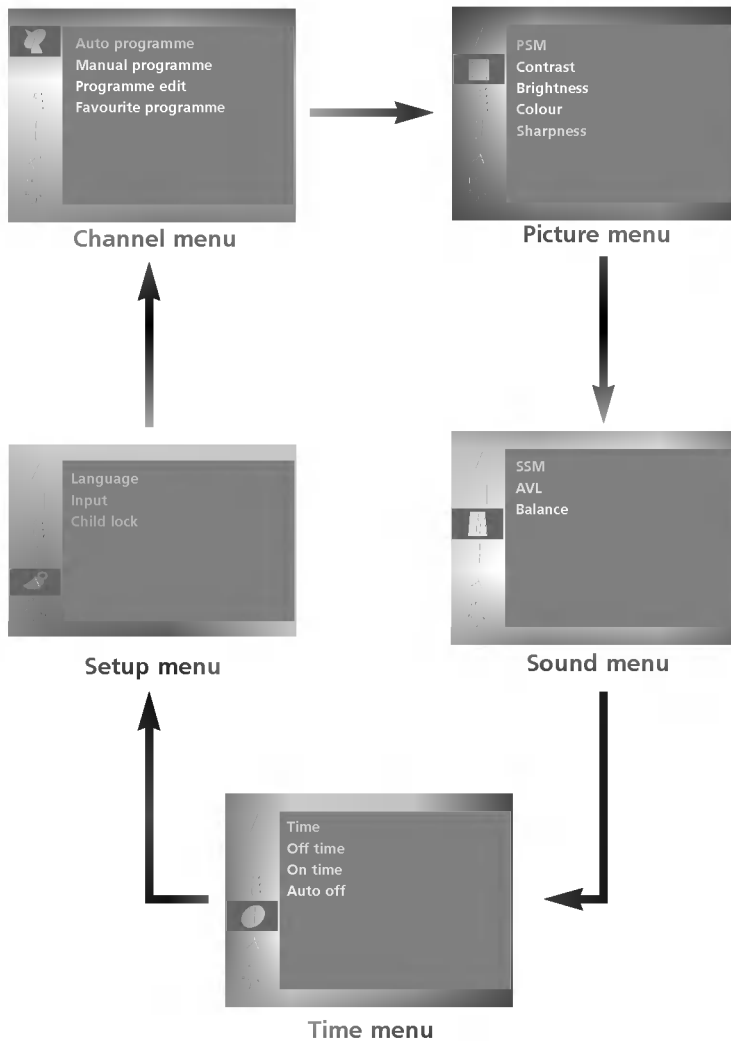 Auto programme
Manual programme
Programme edit
Favourite programme
Channel menu
PSM
Contrast
Brightness
Colour
Sharpness
Picture menu
Language
Input
Child lock
Setup menu
SSM
AVL
Balance
Sound menu
Time
Off time
On time
Auto off
Time menu